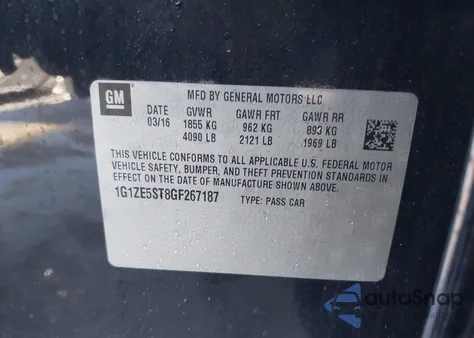 GM
MFD BY GENERAL MOTORS LLC
DATE GVWR GAWR FRT GAWR RR
03/16 1855 KG 962 KG 893 KG
4090 LB 2121 LB 1969 LB
THIS VEHICLE CONFORMS TO ALL APPLICABLE U.S. FEDERAL MOTOR
VEHICLE SAFETY, BUMPER, AND THEFT PREVENTION STANDARDS IN
EFFECT ON THE DATE OF MANUFACTURE SHOWN ABOVE.
1G1ZE5ST8GF267187 TYPE: PASS CAR
autoSnap